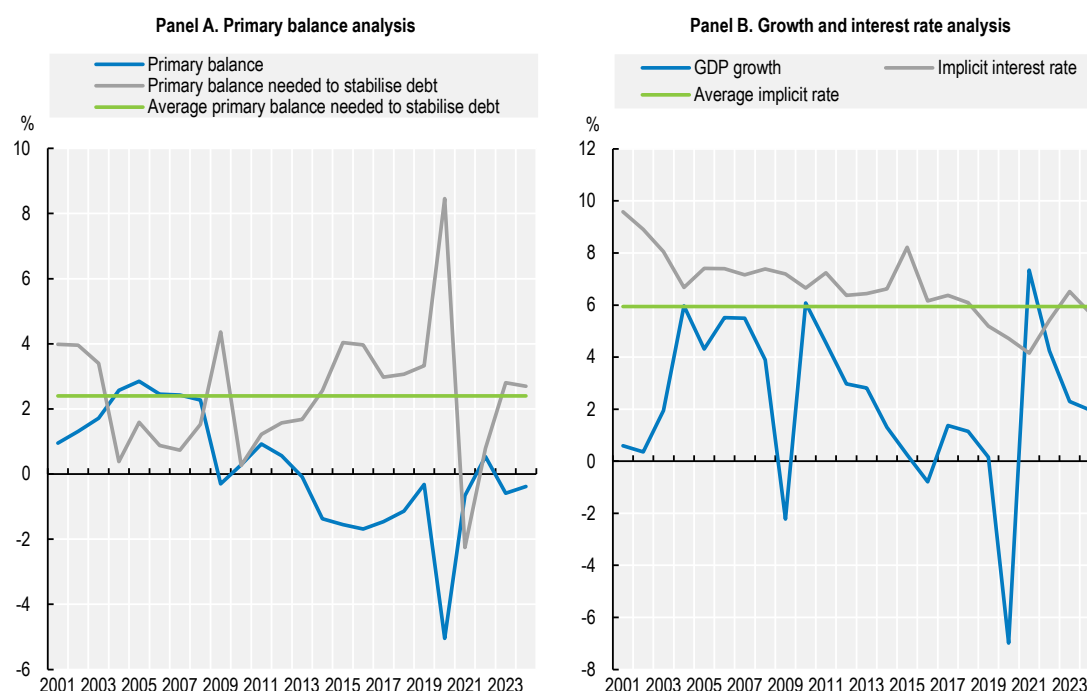 Panel A. Primary balance analysis
Primary balance
Primary balance needed to stabilise debt
Average primary balance needed to stabilise debt
%
10
8
6
4
2
0
-2
-4
-6
2001 2003 2005 2007 2009 2011 2013 2015 2017 2019 2021 2023
Panel B. Growth and interest rate analysis
GDP growth
Implicit interest rate
Average implicit rate
%
12
10
8
6
4
2
0
-2
-4
-6
-8
2001 2003 2005 2007 2009 2011 2013 2015 2017 2019 2021 2023